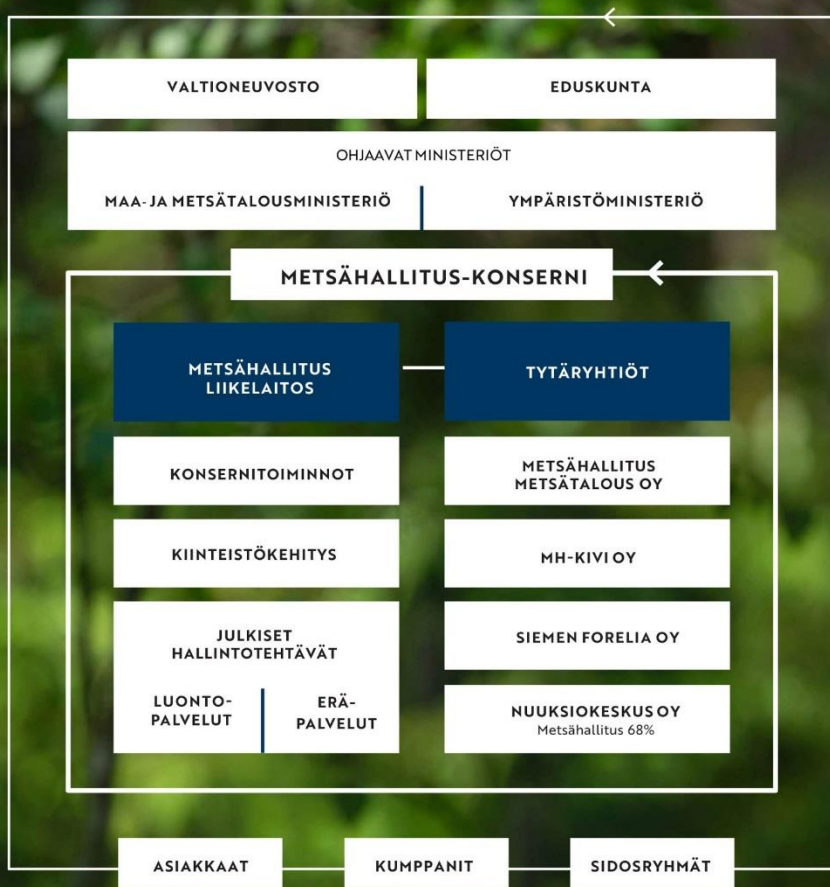 VALTIONEUVOSTO
EDUSKUNTA
OHJAAVAT MINISTERIÖT
MAA- JA METSÄTALOUSMINISTERIÖ
YMPÄRISTÖMINISTERIÖ
METSÄHALLITUS-KONSERNI
METSÄHALLITUS
LIIKELAITOS
TYTÄRYHTIÖT
KONSERNITOIMINNOT
METSÄHALLITUS
METSÄTALOUS OY
KIINTEISTÖKEHITYS
MH-KIVI OY
JULKISET
HALLINTOTEHTÄVÄT
LUONTO-
PALVELUT
ERÄ-
PALVELUT
SIEMEN FORELIA OY
NUUKSIOKESKUS OY
Metsähallitus 68%
ASIAKKAAT
KUMPPANIT
SIDOSRYHMÄT